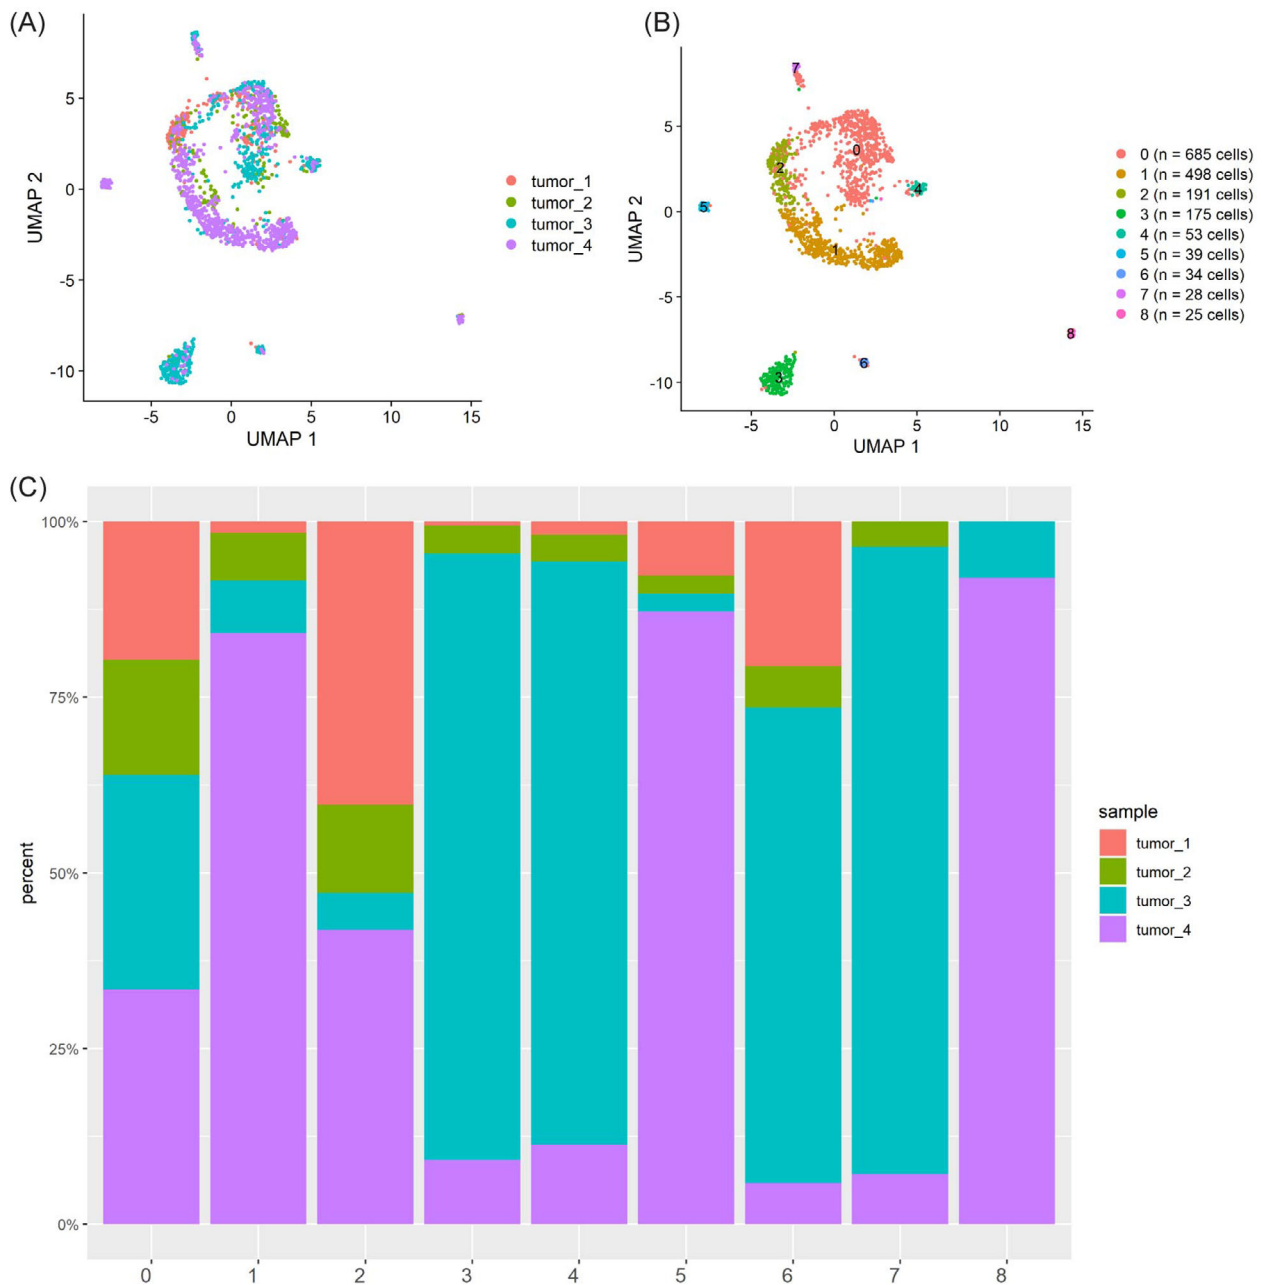 (A)
UMAP 2
5
0
-5
-10
-5 0 5 10 15
UMAP 1
tumor_1
tumor_2
tumor_3
tumor_4
(B)
UMAP 2
5
0
-5
-10
7
0
2
4
5
1
8
6
3
-5 0 5 10 15
UMAP 1
0 (n = 685 cells)
1 (n = 498 cells)
2 (n = 191 cells)
3 (n = 175 cells)
4 (n = 53 cells)
5 (n = 39 cells)
6 (n = 34 cells)
7 (n = 28 cells)
8 (n = 25 cells)
(C)
percent
100%
75%
50%
25%
0%
0 1 2 3 4 5 6 7 8
sample
tumor_1
tumor_2
tumor_3
tumor_4